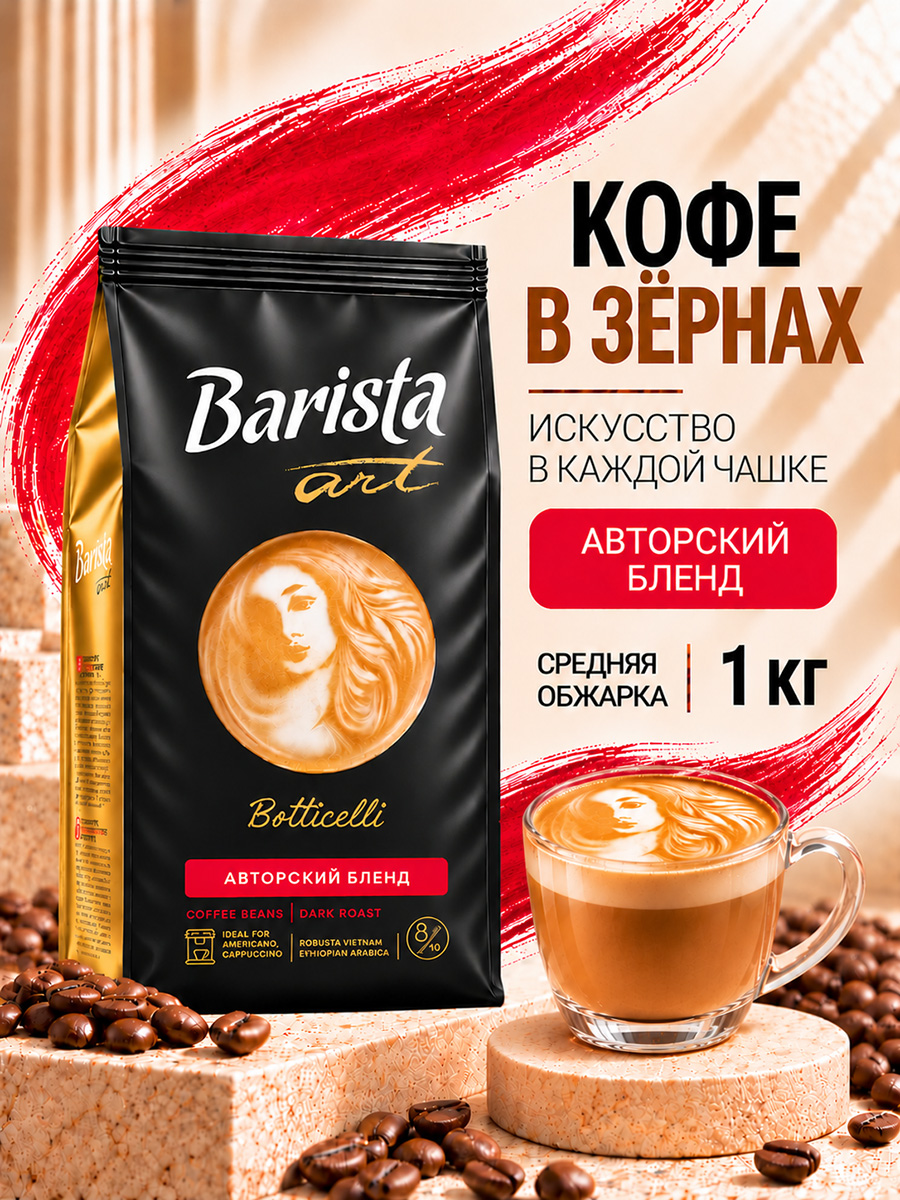 КОФЕ
В ЗЁРНАХ
ИСКУССТВО
В КАЖДОЙ ЧАШКЕ
АВТОРСКИЙ
БЛЕНД
СРЕДНЯЯ
ОБЖАРКА
1 кг
Barista
art
Botticelli
АВТОРСКИЙ БЛЕНД
COFFEE BEANS | DARK ROAST
IDEAL FOR
AMERICANO,
CAPPUCCINO
ROBUSTA VIETNAM
ETHIOPIAN ARABICA
8/10
Barista
art